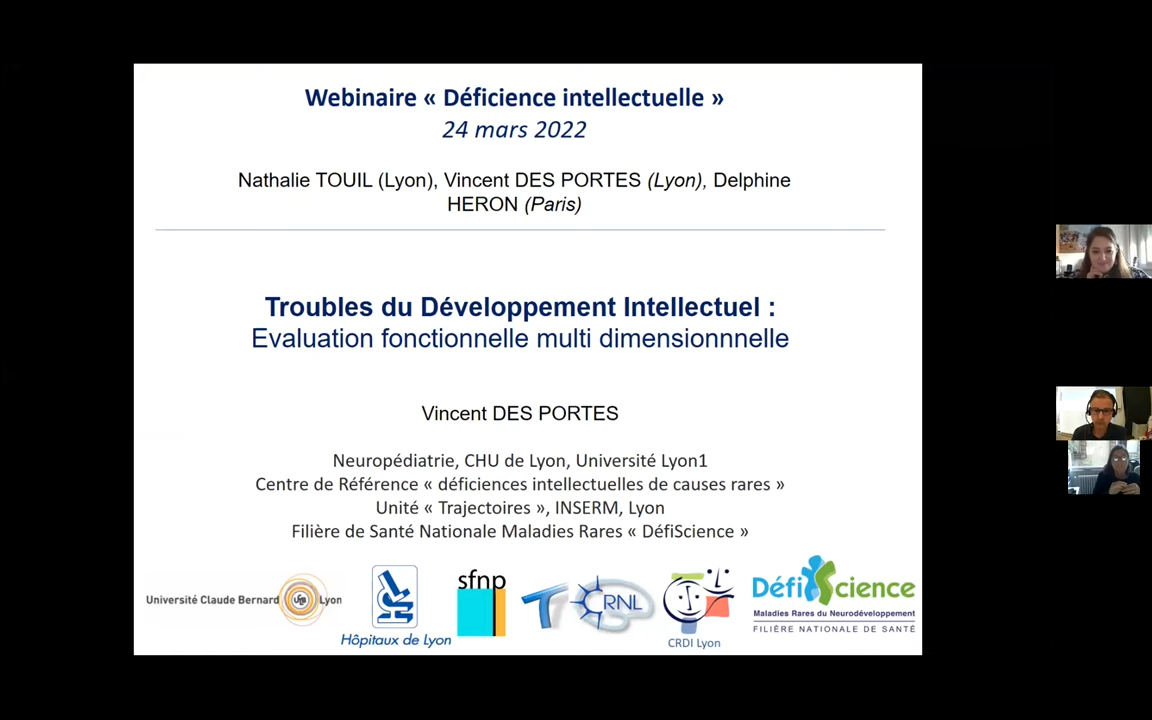 Webinaire « Déficience intellectuelle »
24 mars 2022
Nathalie TOUIL (Lyon), Vincent DES PORTES (Lyon), Delphine
HERON (Paris)
Troubles du Développement Intellectuel :
Evaluation fonctionnelle multi dimensionnnelle
Vincent DES PORTES
Neuropédiatrie, CHU de Lyon, Université Lyon1
Centre de Référence « déficiences intellectuelles de causes rares »
Unité « Trajectoires », INSERM, Lyon
Filière de Santé Nationale Maladies Rares « DéfiScience »
Université Claude Bernard Lyon
Hôpitaux de Lyon
sfnp
CRNL
CRDI Lyon
DéfiScience
Maladies Rares du Neurodéveloppement
FILIÈRE NATIONALE DE SANTÉ